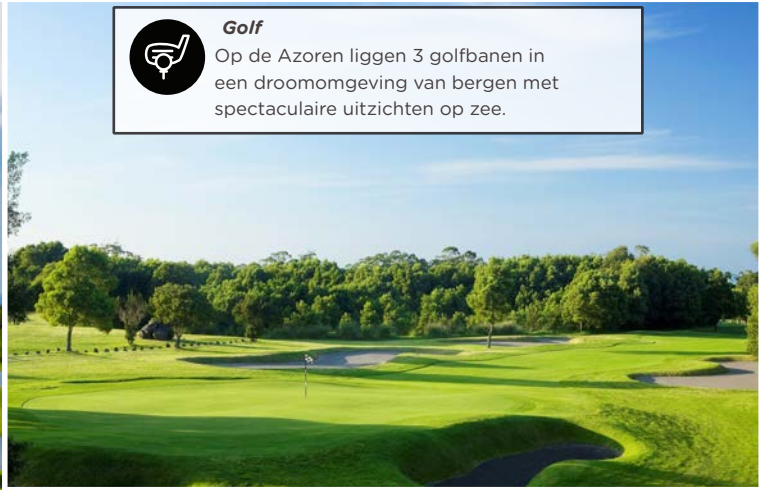 Golf
Op de Azoren liggen 3 golfbanen in
een droomomgeving van bergen met
spectaculaire uitzichten op zee.